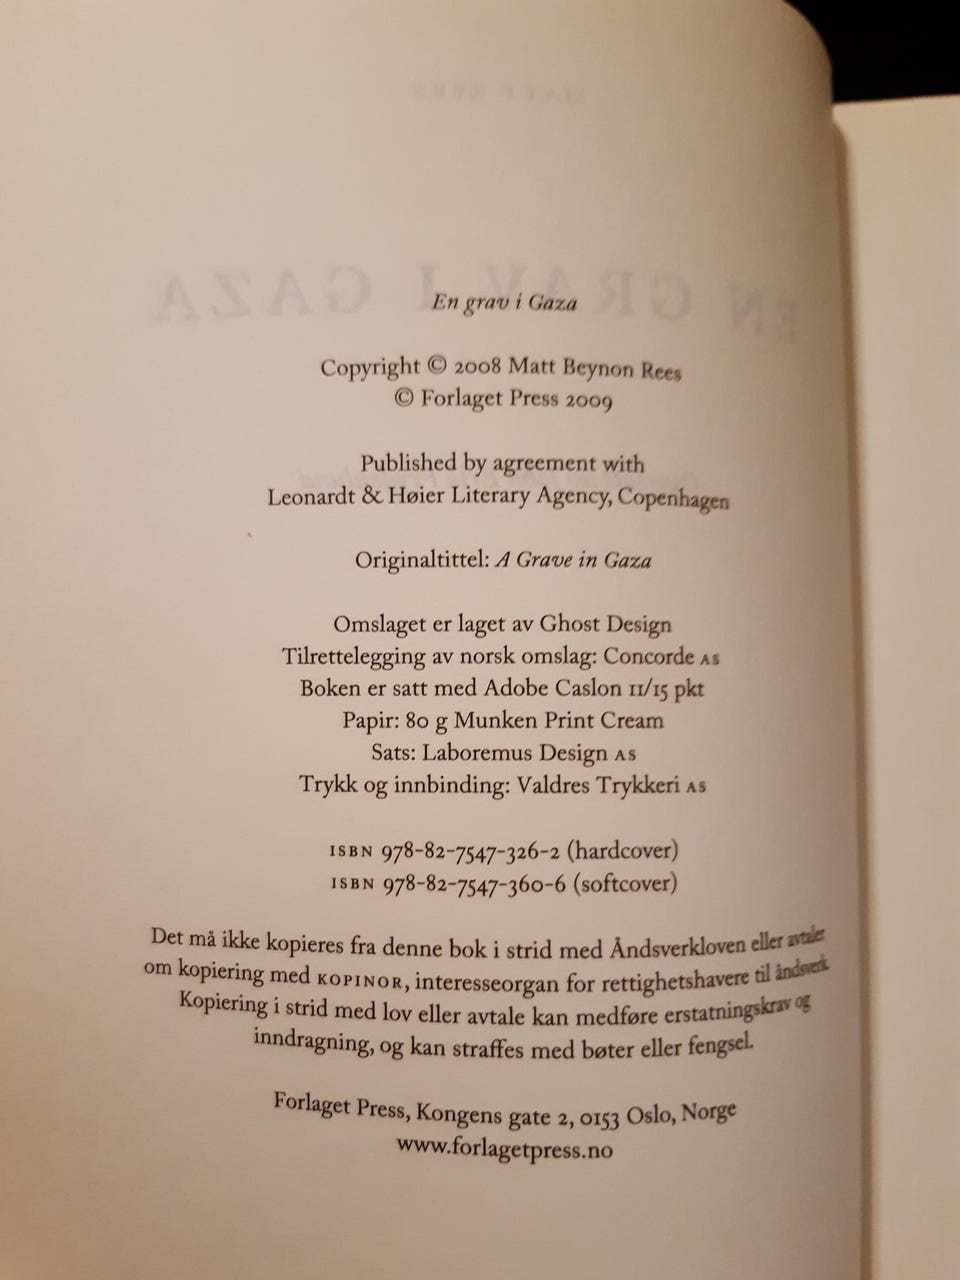 En grav i Gaza
Copyright © 2008 Matt Beynon Rees
© Forlaget Press 2009
Published by agreement with
Leonardt & Høier Literary Agency, Copenhagen
Originaltittel: A Grave in Gaza
Omslaget er laget av Ghost Design
Tilrettelegging av norsk omslag: Concorde AS
Boken er satt med Adobe Caslon 11/15 pkt
Papir: 80 g Munken Print Cream
Sats: Laboremus Design AS
Trykk og innbinding: Valdres Trykkeri AS
ISBN 978-82-7547-326-2 (hardcover)
ISBN 978-82-7547-360-6 (softcover)
Det må ikke kopieres fra denne bok i strid med Åndsverkloven eller avtaler
om kopiering med KOPINOR, interesseorgan for rettighetshavere til åndsverk.
Kopiering i strid med lov eller avtale kan medføre erstatningskrav og
inndragning, og kan straffes med bøter eller fengsel.
Forlaget Press, Kongens gate 2, 0153 Oslo, Norge
www.forlagetpress.no